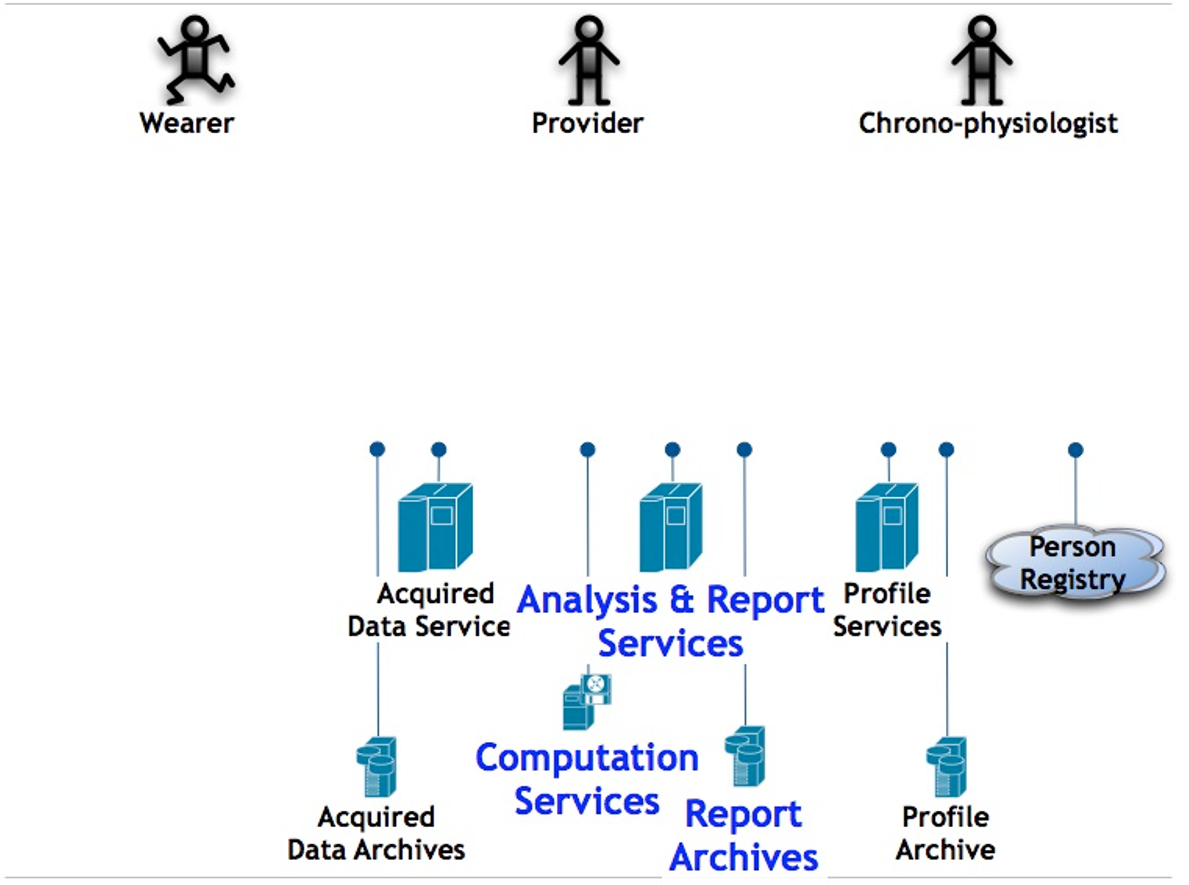 Wearer
Provider
Chrono-physiologist
Acquired
Data Service
Analysis & Report
Services
Profile
Services
Person
Registry
Computation
Services
Acquired
Data Archives
Report
Archives
Profile
Archive